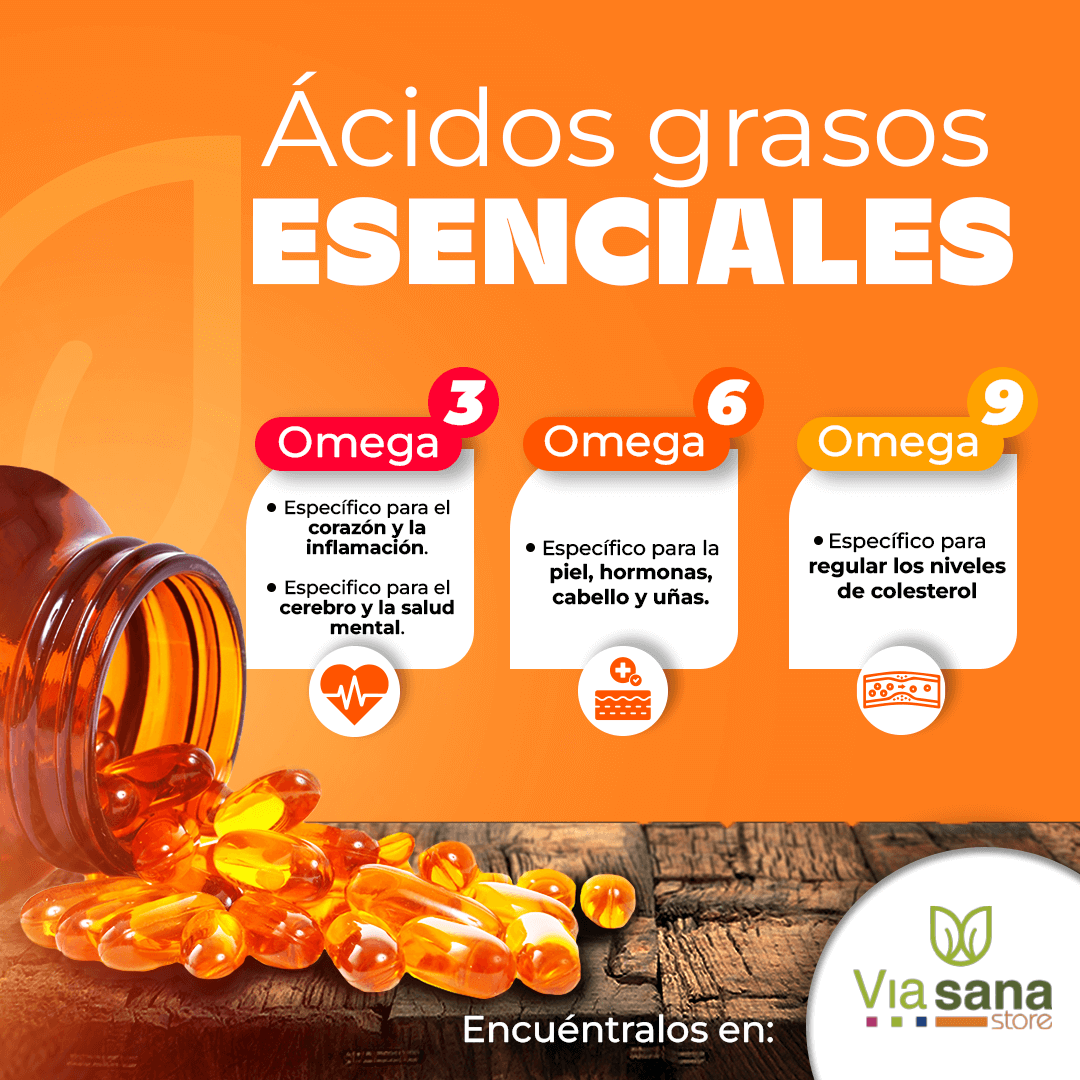 Ácidos grasos
ESENCIALES
Omega 3
• Específico para el
corazón y la
inflamación.
• Especifico para el
cerebro y la salud
mental.
Omega 6
• Específico para la
piel, hormonas,
cabello y uñas.
Omega 9
• Específico para
regular los niveles
de colesterol
Encuéntralos en:
Via sana
store